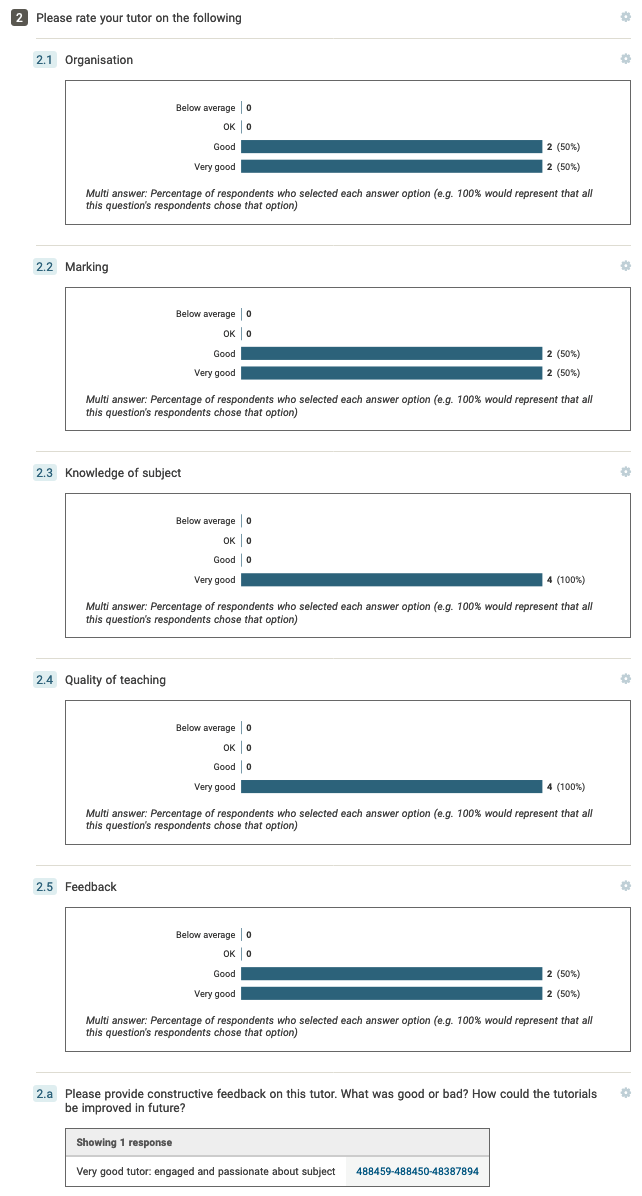 2 Please rate your tutor on the following
2.1 Organisation
Below average 0
OK 0
Good 2 (50%)
Very good 2 (50%)
Multi answer: Percentage of respondents who selected each answer option (e.g. 100% would represent that all
this question's respondents chose that option)
2.2 Marking
Below average 0
OK 0
Good 2 (50%)
Very good 2 (50%)
Multi answer: Percentage of respondents who selected each answer option (e.g. 100% would represent that all
this question's respondents chose that option)
2.3 Knowledge of subject
Below average 0
OK 0
Good 0
Very good 4 (100%)
Multi answer: Percentage of respondents who selected each answer option (e.g. 100% would represent that all
this question's respondents chose that option)
2.4 Quality of teaching
Below average 0
OK 0
Good 0
Very good 4 (100%)
Multi answer: Percentage of respondents who selected each answer option (e.g. 100% would represent that all
this question's respondents chose that option)
2.5 Feedback
Below average 0
OK 0
Good 2 (50%)
Very good 2 (50%)
Multi answer: Percentage of respondents who selected each answer option (e.g. 100% would represent that all
this question's respondents chose that option)
2.a Please provide constructive feedback on this tutor. What was good or bad? How could the tutorials
be improved in future?
Showing 1 response
Very good tutor: engaged and passionate about subject 488459-488450-48387894